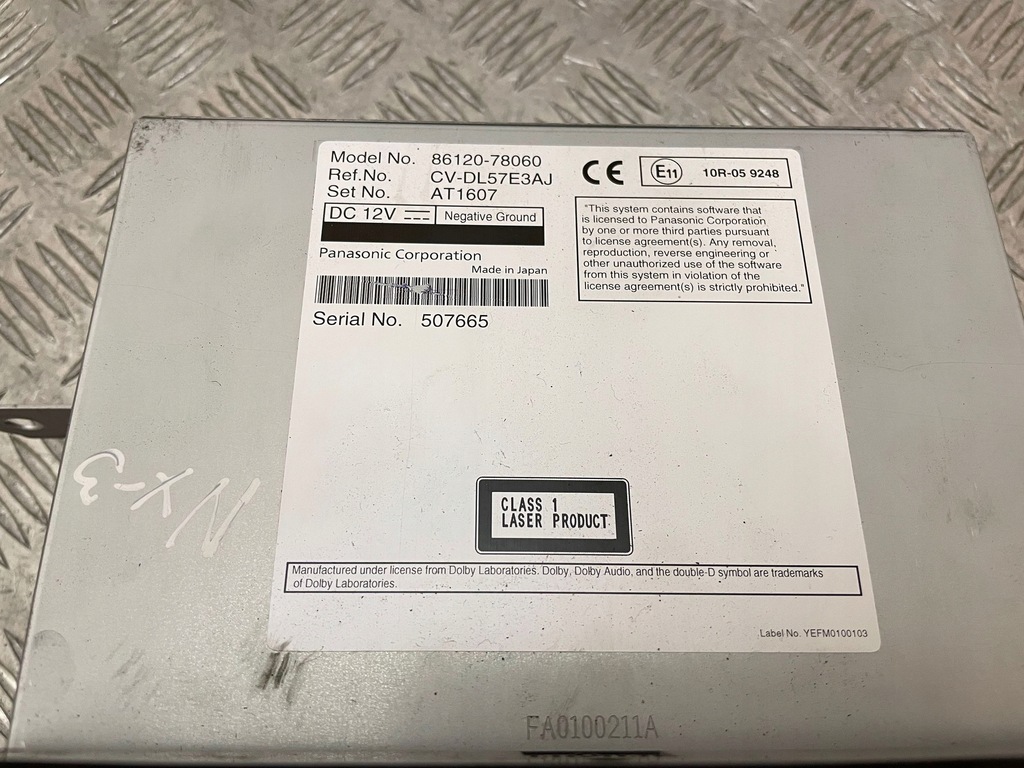 Model No. 86120-78060
Ref.No. CV-DL57E3AJ
Set No. AT1607
DC 12V Negative Ground
Panasonic Corporation
Made in Japan
Serial No. 507665
CE E11 10R-05 9248
"This system contains software that
is licensed to Panasonic Corporation
by one or more third parties pursuant
to license agreement(s). Any removal,
reproduction, reverse engineering or
other unauthorized use of the software
from this system in violation of the
license agreement(s) is strictly prohibited."
CLASS 1
LASER PRODUCT
Manufactured under license from Dolby Laboratories. Dolby, Dolby Audio, and the double-D symbol are trademarks
of Dolby Laboratories.
Label No. YEFM0100103
FA0100211A
NX-3